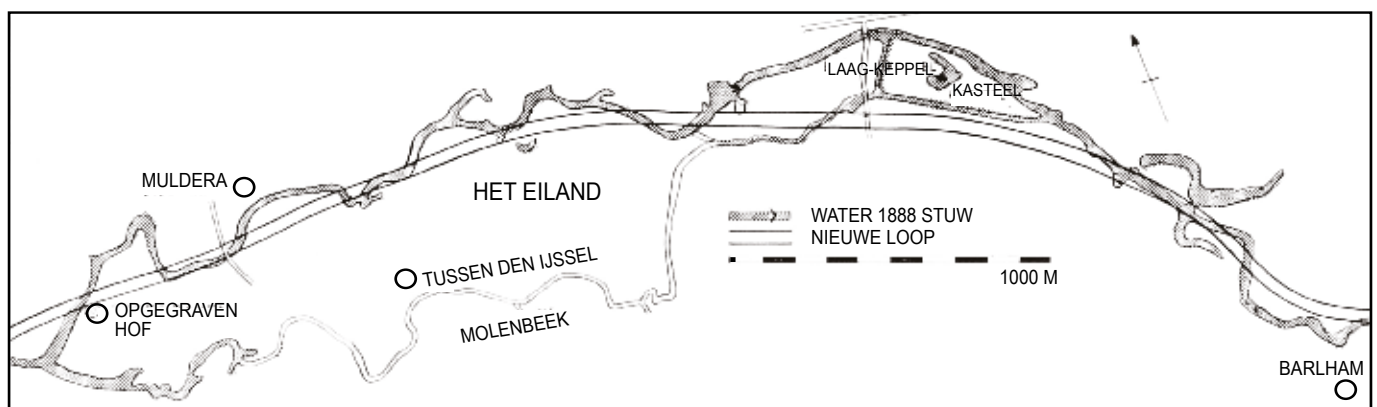 LAAG-KEPPEL-
KASTEEL
MULDERA
HET EILAND
WATER 1888 STUW
NIEUWE LOOP
1000 M
TUSSEN DEN IJSSEL
MOLENBEEK
OPGEGRAVEN
HOF
BARLHAM